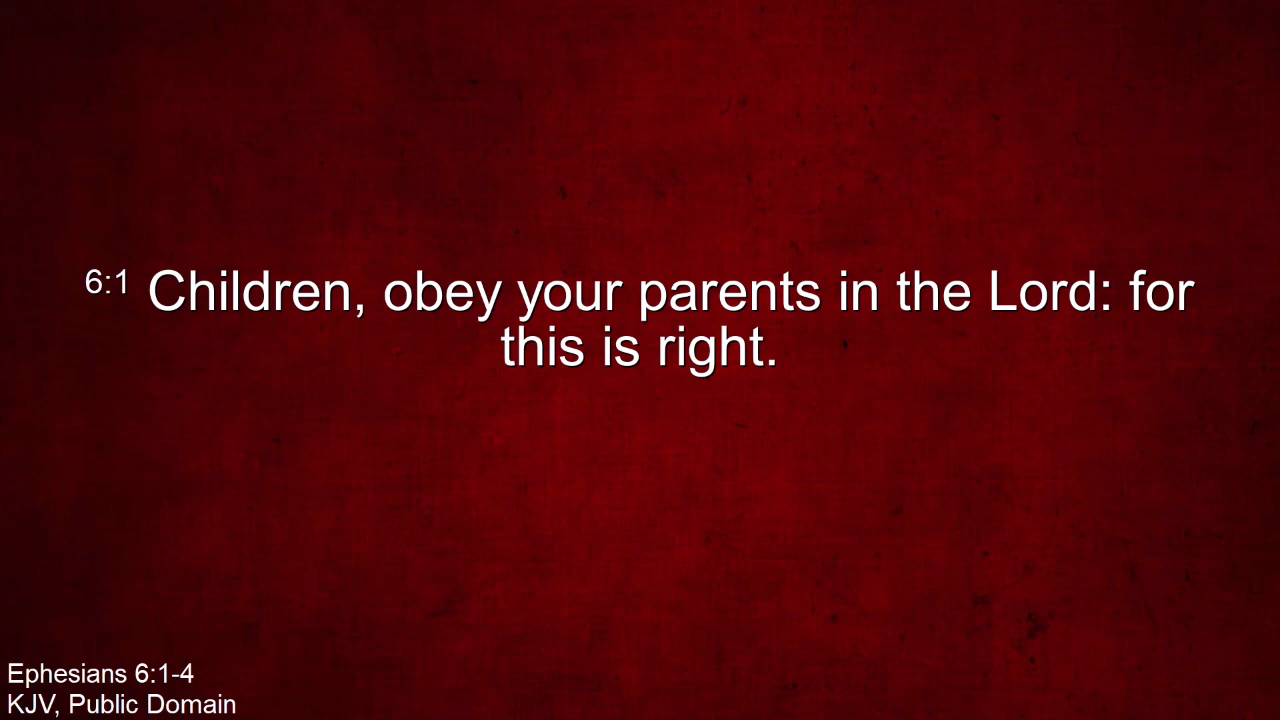 6:1 Children, obey your parents in the Lord: for
this is right.
Ephesians 6:1-4
KJV, Public Domain